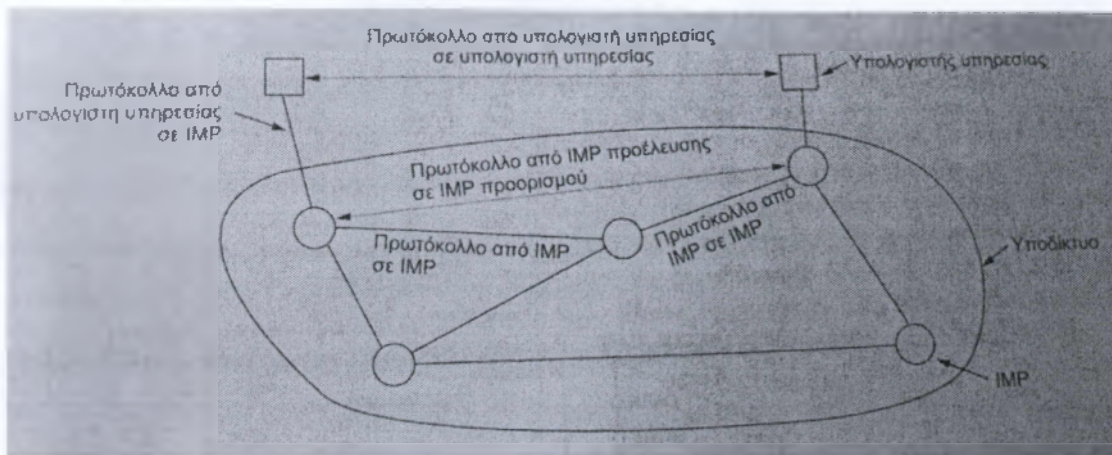 Πρωτόκολλο από υπολογιστή υπηρεσίας
σε υπολογιστή υπηρεσίας
Υπολογιστής υπηρεσίας
Πρωτόκολλο από
υπολογιστή υπηρεσίας
σε IMP
Πρωτόκολλο από IMP προέλευσης
σε IMP προορισμού
Πρωτόκολλο από IMP
σε IMP
Πρωτόκολλο από
IMP σε IMP
Υποδίκτυο
IMP